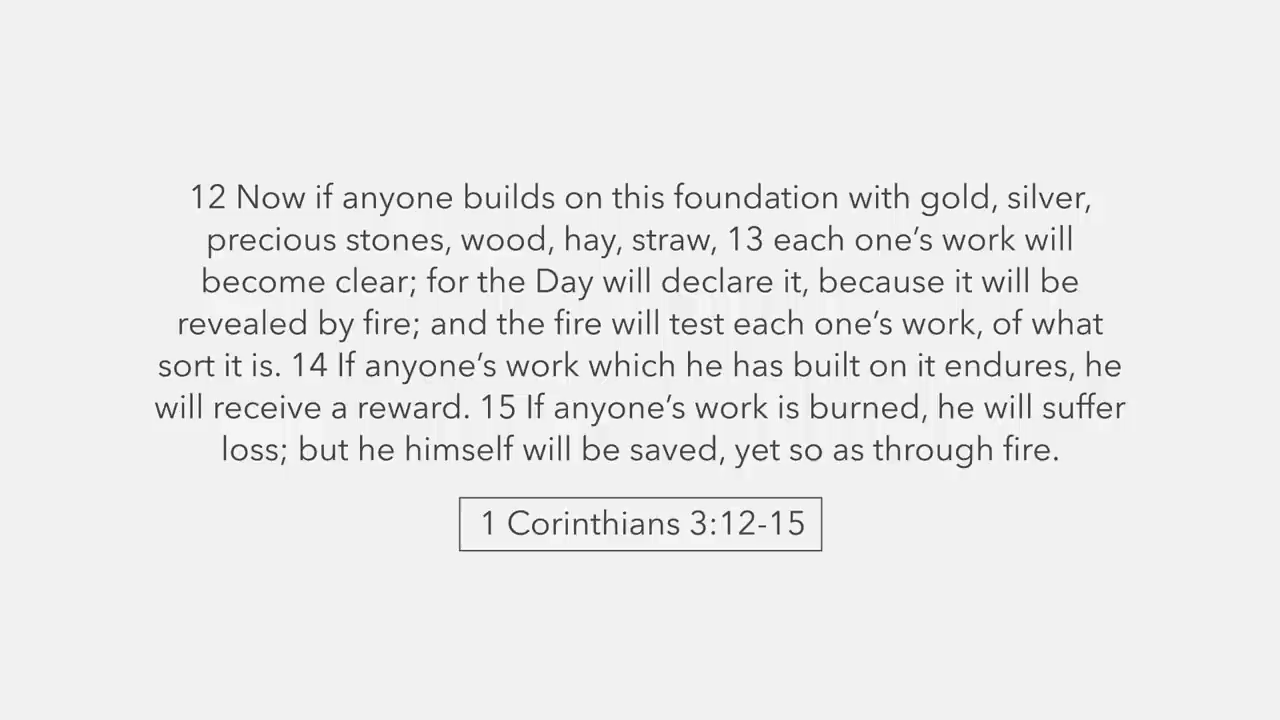 12 Now if anyone builds on this foundation with gold, silver,
precious stones, wood, hay, straw, 13 each one’s work will
become clear; for the Day will declare it, because it will be
revealed by fire; and the fire will test each one’s work, of what
sort it is. 14 If anyone’s work which he has built on it endures, he
will receive a reward. 15 If anyone’s work is burned, he will suffer
loss; but he himself will be saved, yet so as through fire.
1 Corinthians 3:12-15